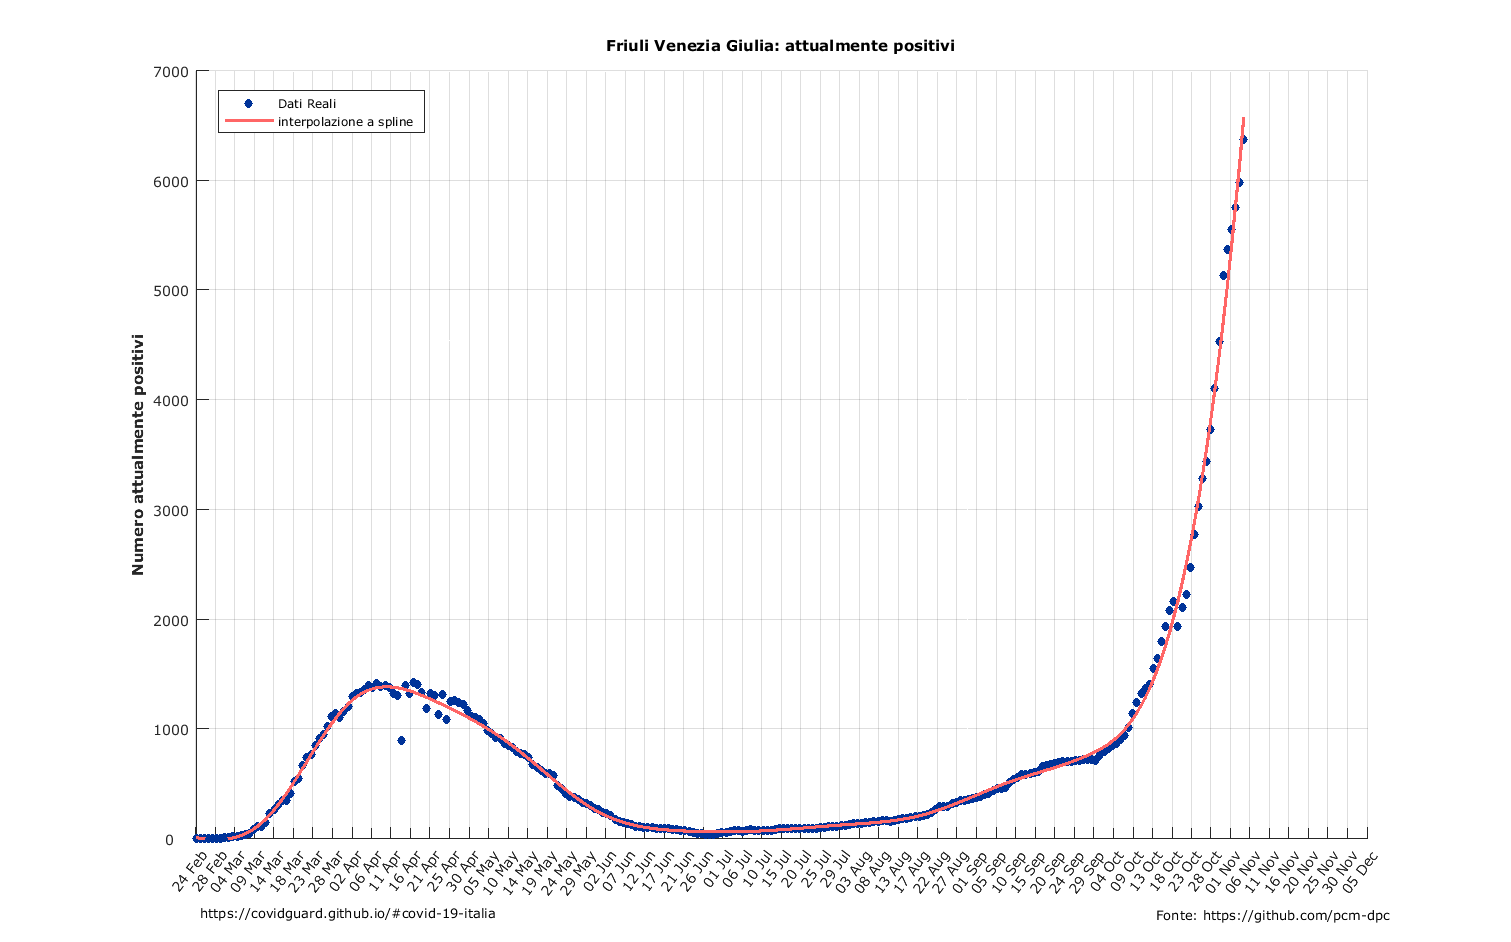 Friuli Venezia Giulia: attualmente positivi
7000
6000
5000
4000
3000
2000
1000
0
Dati Reali
interpolazione a spline
Numero attualmente positivi
24 Feb
28 Feb
04 Mar
09 Mar
14 Mar
18 Mar
23 Mar
28 Mar
02 Apr
06 Apr
11 Apr
16 Apr
21 Apr
25 Apr
30 Apr
05 May
10 May
14 May
19 May
24 May
29 May
02 Jun
07 Jun
12 Jun
17 Jun
21 Jun
26 Jun
01 Jul
06 Jul
10 Jul
15 Jul
20 Jul
25 Jul
29 Jul
03 Aug
08 Aug
13 Aug
17 Aug
22 Aug
27 Aug
01 Sep
05 Sep
10 Sep
15 Sep
20 Sep
24 Sep
29 Sep
04 Oct
09 Oct
13 Oct
18 Oct
23 Oct
28 Oct
01 Nov
06 Nov
11 Nov
16 Nov
20 Nov
25 Nov
30 Nov
05 Dec
https://covidguard.github.io/#covid-19-italia
Fonte: https://github.com/pcm-dpc